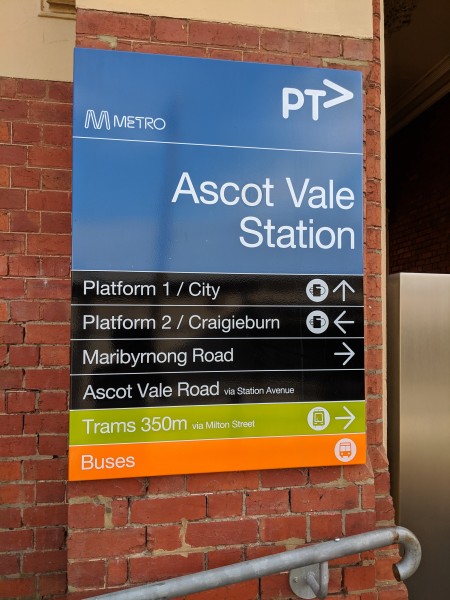 PT>
METRO
Ascot Vale
Station
Platform 1 / City
Platform 2 / Craigieburn
Maribyrnong Road
Ascot Vale Road via Station Avenue
Trams 350m via Milton Street
Buses